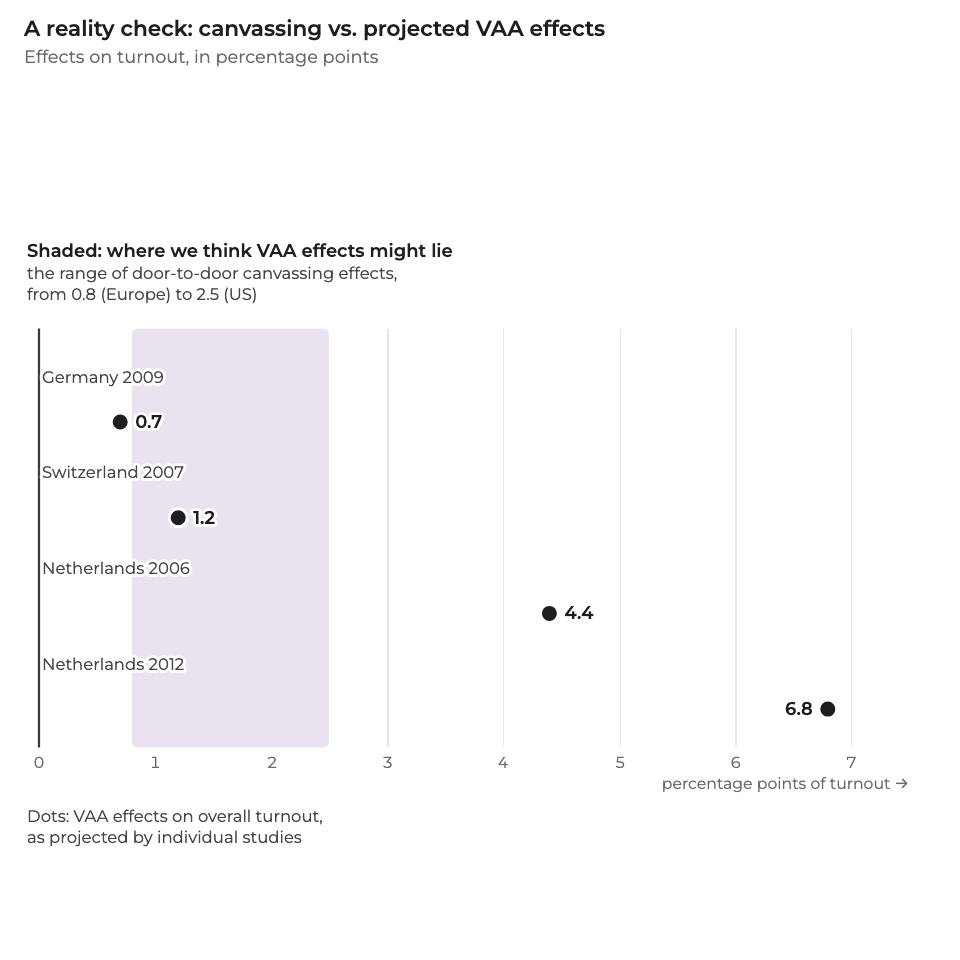 A reality check: canvassing vs. projected VAA effects
Effects on turnout, in percentage points
Shaded: where we think VAA effects might lie
the range of door-to-door canvassing effects,
from 0.8 (Europe) to 2.5 (US)
Germany 2009
0.7
Switzerland 2007
1.2
Netherlands 2006
4.4
Netherlands 2012
6.8
0 1 2 3 4 5 6 7
percentage points of turnout →
Dots: VAA effects on overall turnout,
as projected by individual studies